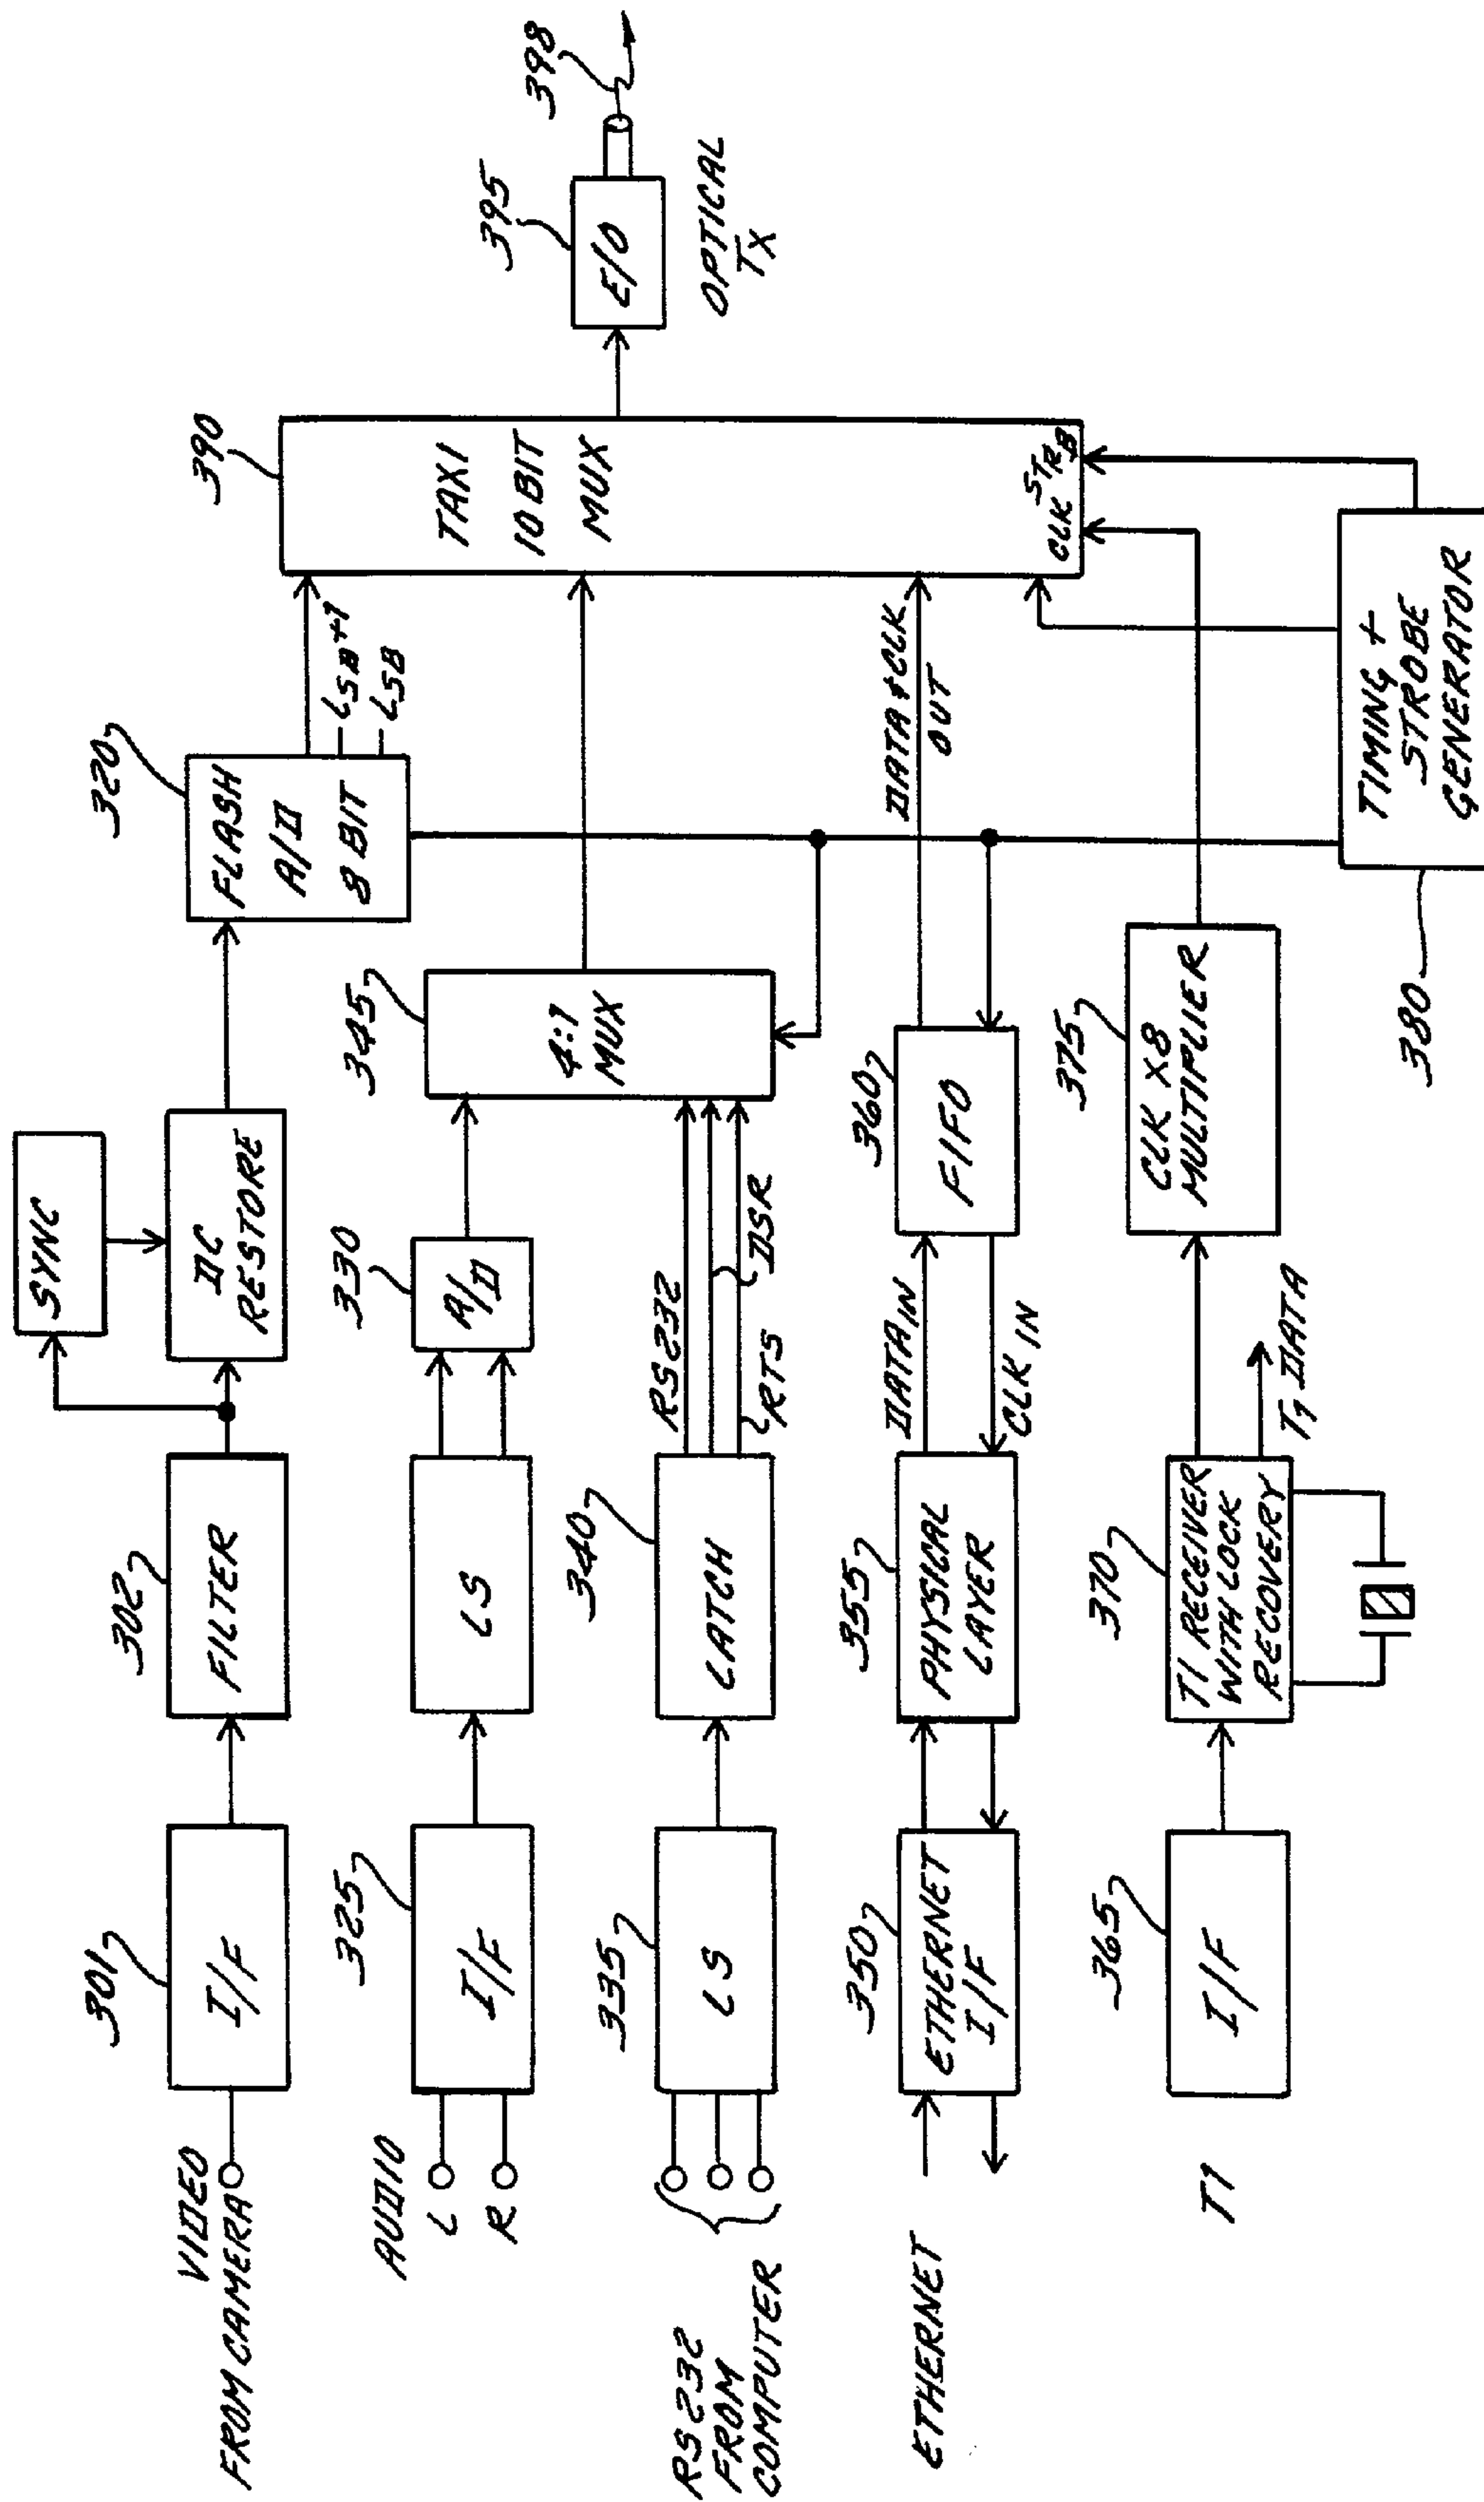 VIDEO
FROM CAMERA
301
I/F
302
FILTER
SYNC
DC
RESTORE
320
FLASH
A/D
8 BIT
LSB+1
LSB
AUDIO
L
R
325
I/F
LS
330
A/D
345
4:1
MUX
RS232
FROM
COMPUTER
335
LS
340
LATCH
RS232
RTS
DSR
ETHERNET
350
ETHERNET
I/F
355
PHYSICAL
LAYER
DATA IN
CLK IN
360
FIFO
DATA & CLK
OUT
T1
365
I/F
370
T1 RECEIVER
WITH LOCK
RECOVERY
T1 DATA
375
CLK X8
MULTIPLIER
380
TIMING +
STROBE
GENERATOR
390
TAXI
10 BIT
MUX
STRB
CLK
395
E/O
OPTICAL
TX
398